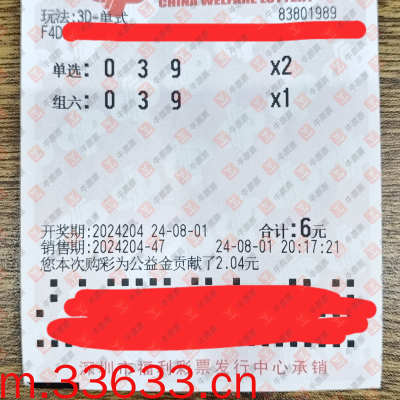 CHINA WELFARE LOTTERY
玩法:3D-单式 83801989
F4D
单选: 0 3 9 x2
组六: 0 3 9 x1
开奖期:2024204 24-08-01 合计:6元
销售期:2024204-47 24-08-01 20:17:21
您本次购彩为公益金贡献了2.04元
深圳市福利彩票发行中心承销
m.33633.cn